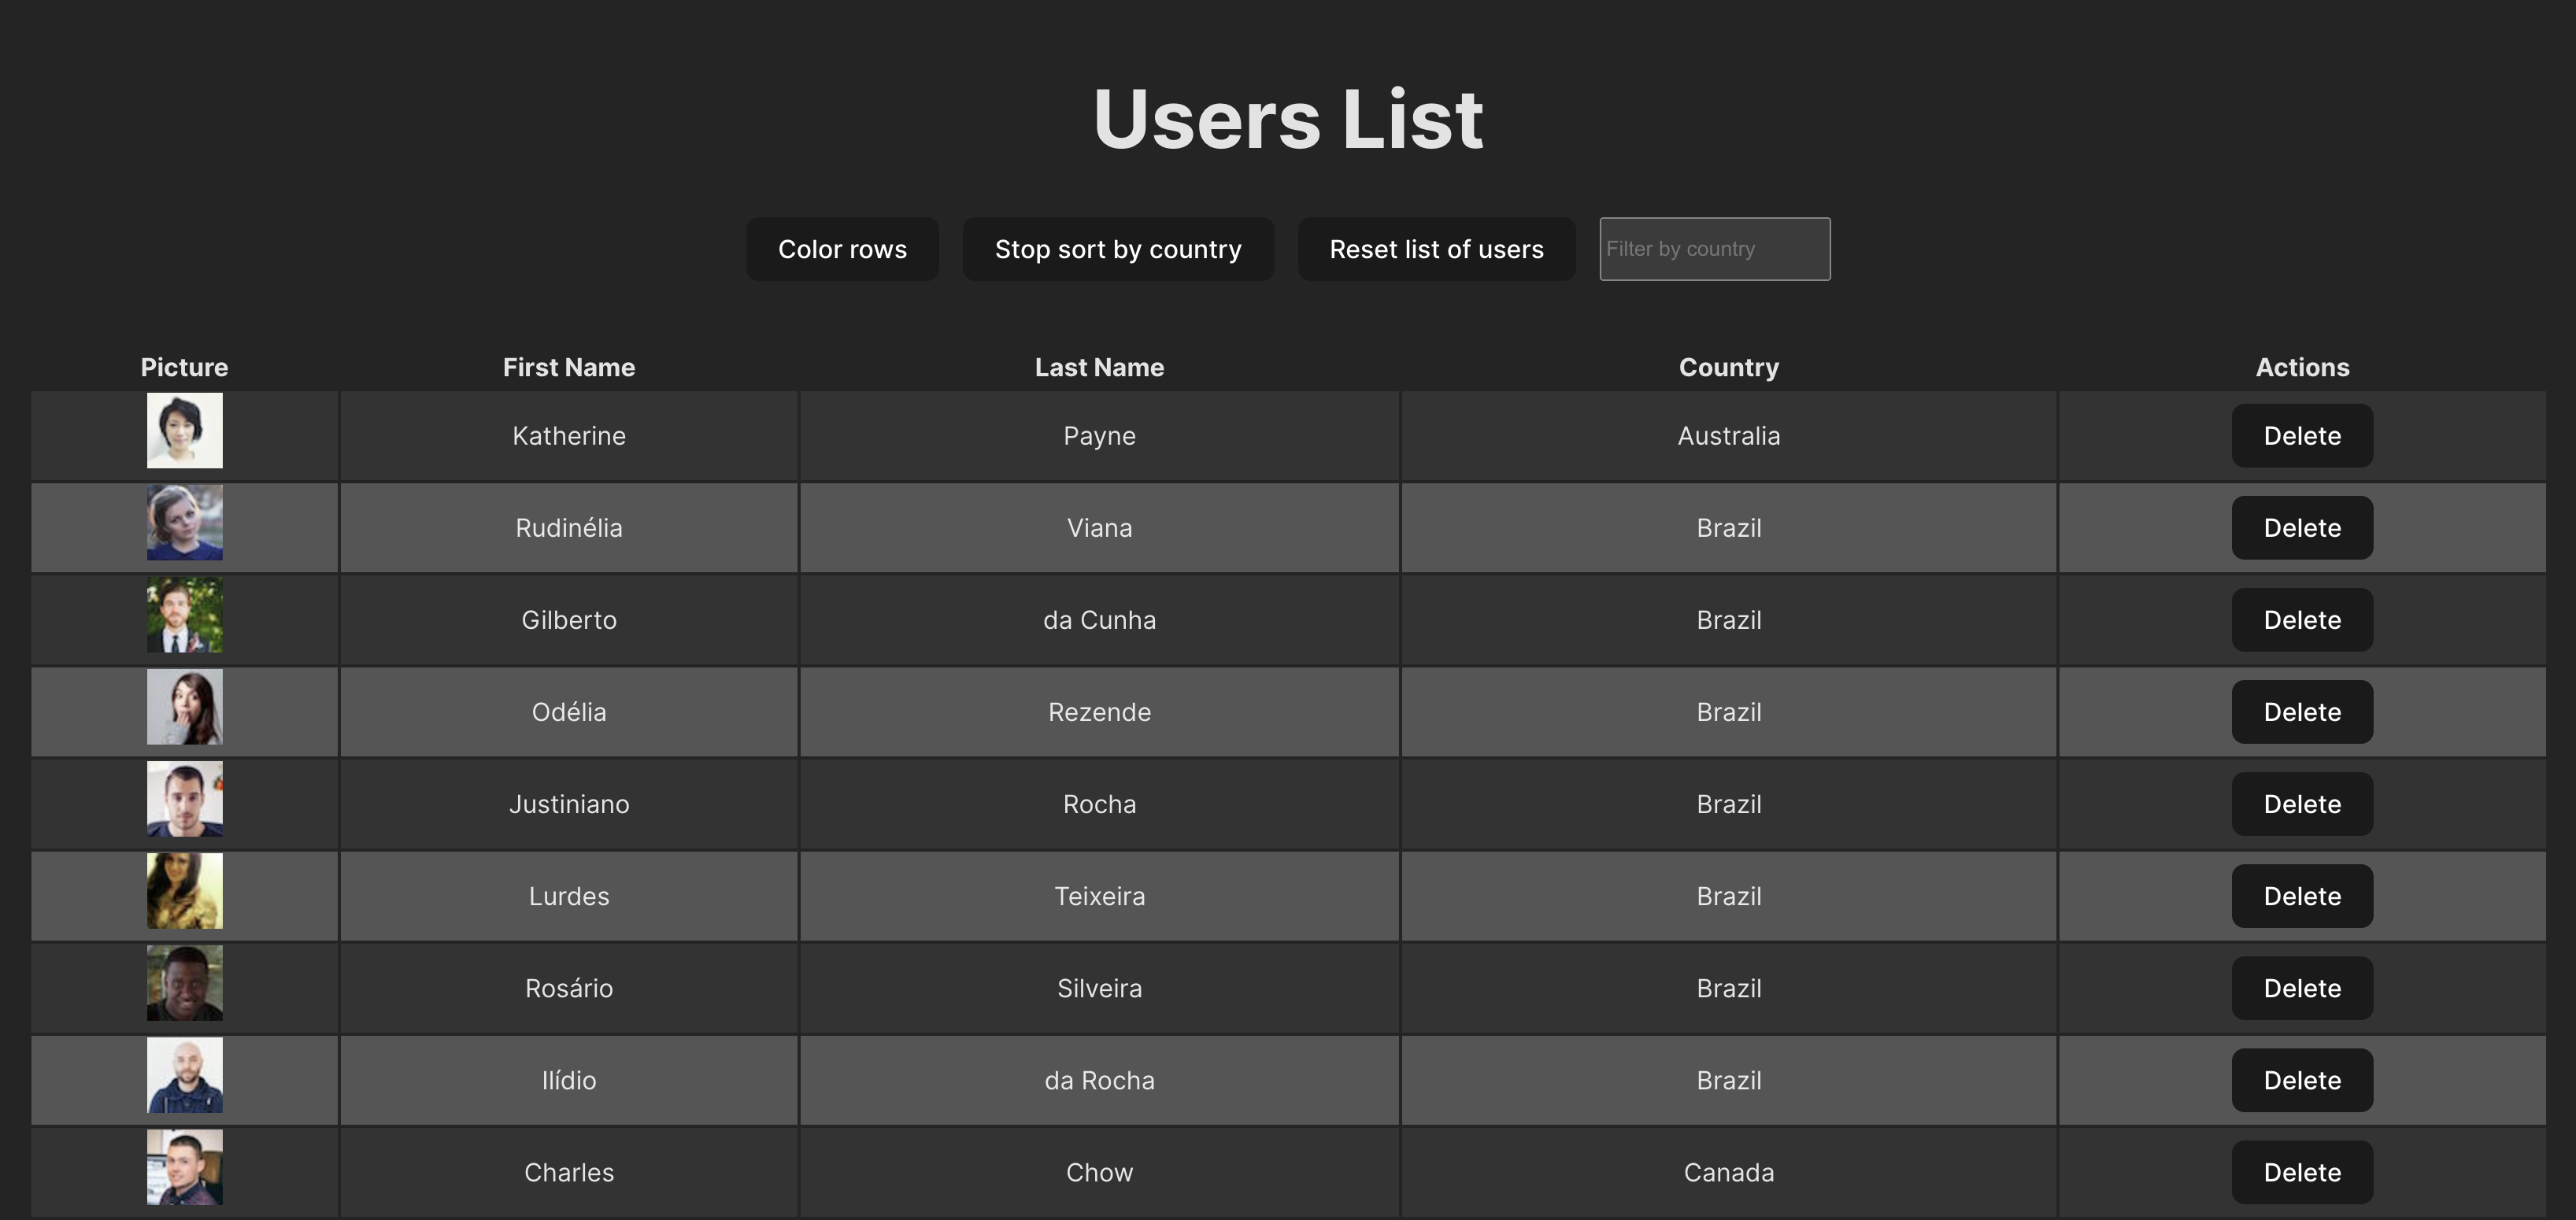 Users List
Color rows Stop sort by country Reset list of users Filter by country
Picture First Name Last Name Country Actions
Katherine Payne Australia Delete
Rudinélia Viana Brazil Delete
Gilberto da Cunha Brazil Delete
Odélia Rezende Brazil Delete
Justiniano Rocha Brazil Delete
Lurdes Teixeira Brazil Delete
Rosário Silveira Brazil Delete
Ilídio da Rocha Brazil Delete
Charles Chow Canada Delete